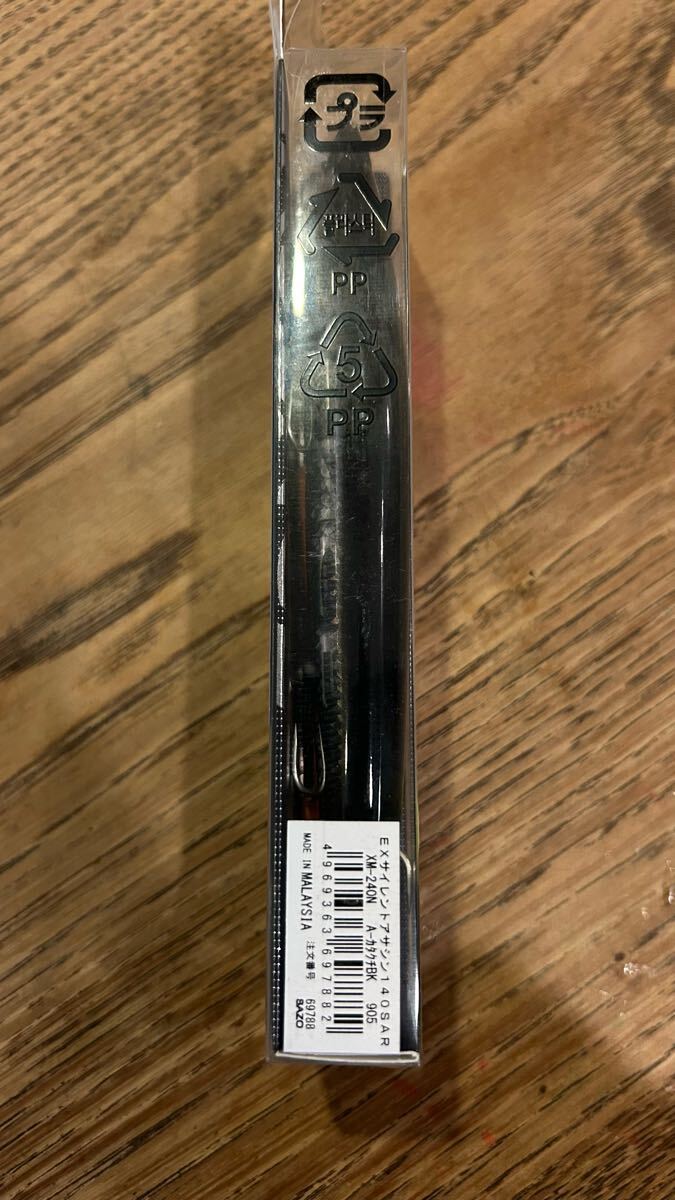 プラ
플라스틱
PP
5
PP
EXサイレントアサシン140SAR
XM-240N A-カタクチBK 905
4969363697882
MADE IN MALAYSIA 注文番号 69788
SAZO